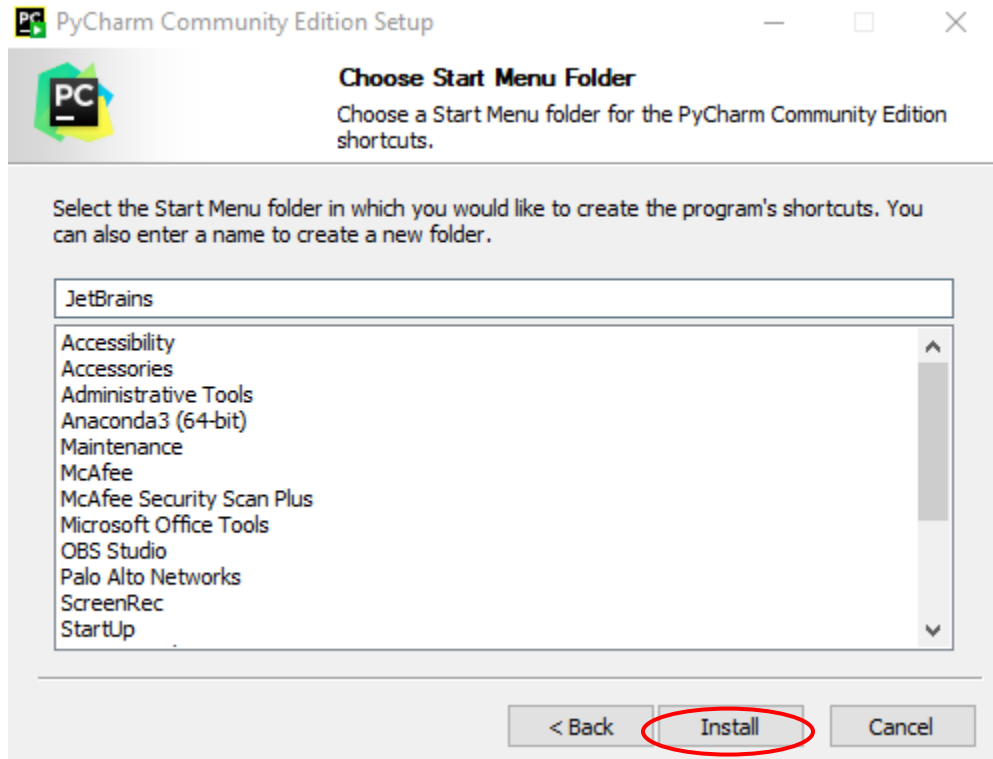 PC PyCharm Community Edition Setup
PC
Choose Start Menu Folder
Choose a Start Menu folder for the PyCharm Community Edition
shortcuts.
Select the Start Menu folder in which you would like to create the program's shortcuts. You
can also enter a name to create a new folder.
JetBrains
Accessibility
Accessories
Administrative Tools
Anaconda3 (64-bit)
Maintenance
McAfee
McAfee Security Scan Plus
Microsoft Office Tools
OBS Studio
Palo Alto Networks
ScreenRec
StartUp
< Back Install Cancel